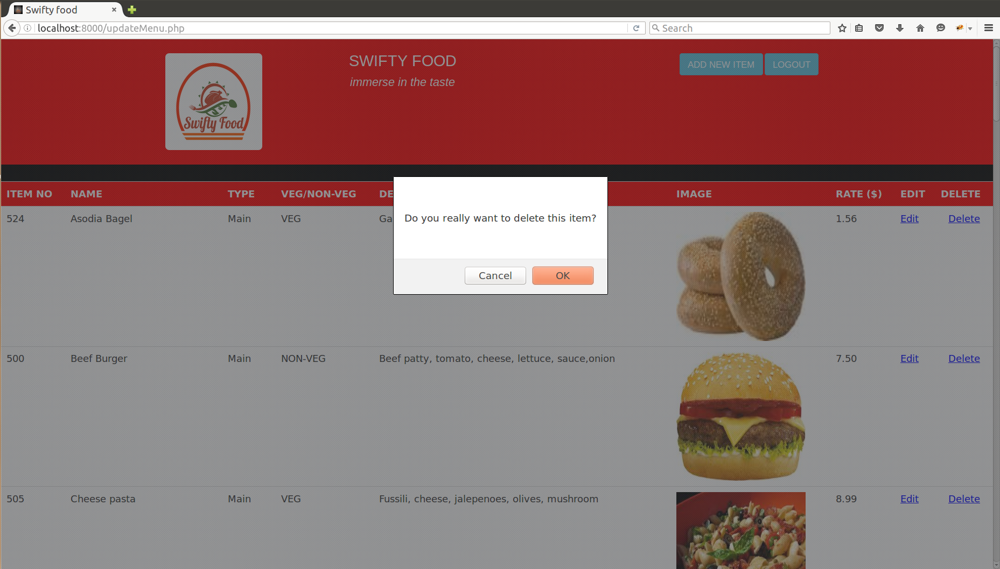 Swifty food
localhost:8000/updateMenu.php
Search
SWIFTY FOOD
immerse in the taste
ADD NEW ITEM
LOGOUT
Swifty Food
ITEM NO NAME TYPE VEG/NON-VEG DE IMAGE RATE ($) EDIT DELETE
524 Asodia Bagel Main VEG Ga 1.56 Edit Delete
Do you really want to delete this item?
Cancel OK
500 Beef Burger Main NON-VEG Beef patty, tomato, cheese, lettuce, sauce,onion 7.50 Edit Delete
505 Cheese pasta Main VEG Fussili, cheese, jalepenoes, olives, mushroom 8.99 Edit Delete